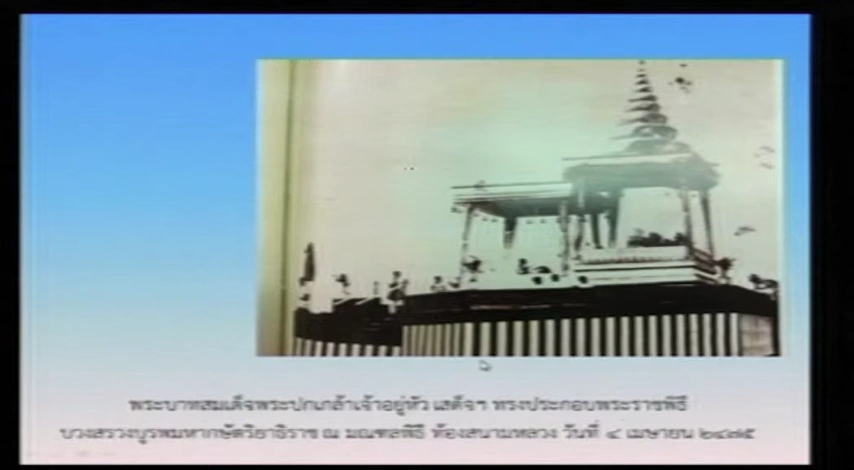 พระบาทสมเด็จพระปกเกล้าเจ้าอยู่หัว เสด็จฯ ทรงประกอบพระราชพิธี
บวงสรวงบูรพมหากษัตริยาธิราช ณ มณฑลพิธี ท้องสนามหลวง วันที่ ๔ เมษายน ๒๔๗๕